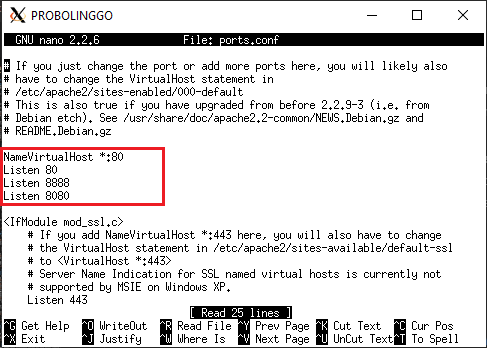 PROBOLINGGO
GNU nano 2.2.6 File: ports.conf
# If you just change the port or add more ports here, you will likely also
# have to change the VirtualHost statement in
# /etc/apache2/sites-enabled/000-default
# This is also true if you have upgraded from before 2.2.9-3 (i.e. from
# Debian etch). See /usr/share/doc/apache2.2-common/NEWS.Debian.gz and
# README.Debian.gz
NameVirtualHost *:80
Listen 80
Listen 8888
Listen 8080
<IfModule mod_ssl.c>
# If you add NameVirtualHost *:443 here, you will also have to change
# the VirtualHost statement in /etc/apache2/sites-available/default-ssl
# to <VirtualHost *:443>
# Server Name Indication for SSL named virtual hosts is currently not
# supported by MSIE on Windows XP.
Listen 443
[ Read 25 lines ]
^G Get Help ^O WriteOut ^R Read File ^Y Prev Page ^K Cut Text ^C Cur Pos
^X Exit ^J Justify ^W Where Is ^V Next Page ^U UnCut Text ^T To Spell